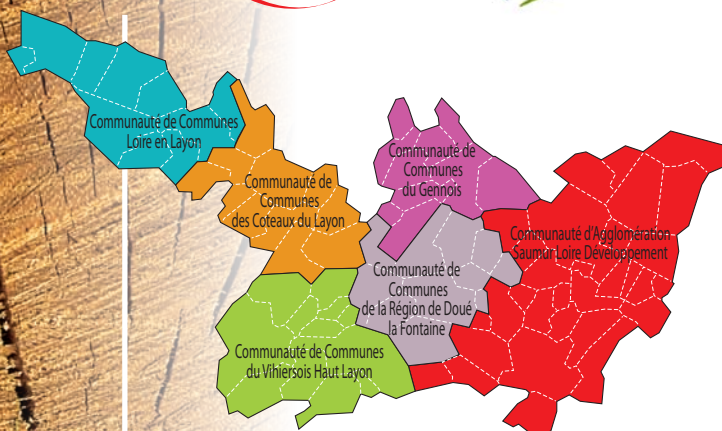 Communauté de Communes
Loire en Layon
Communauté de
Communes
des Coteaux du Layon
Communauté de
Communes
du Gennois
Communauté d'Agglomération
Saumur Loire Développement
Communauté de
Communes
de la Région de Doué
la Fontaine
Communauté de Communes
du Vihiersois Haut Layon